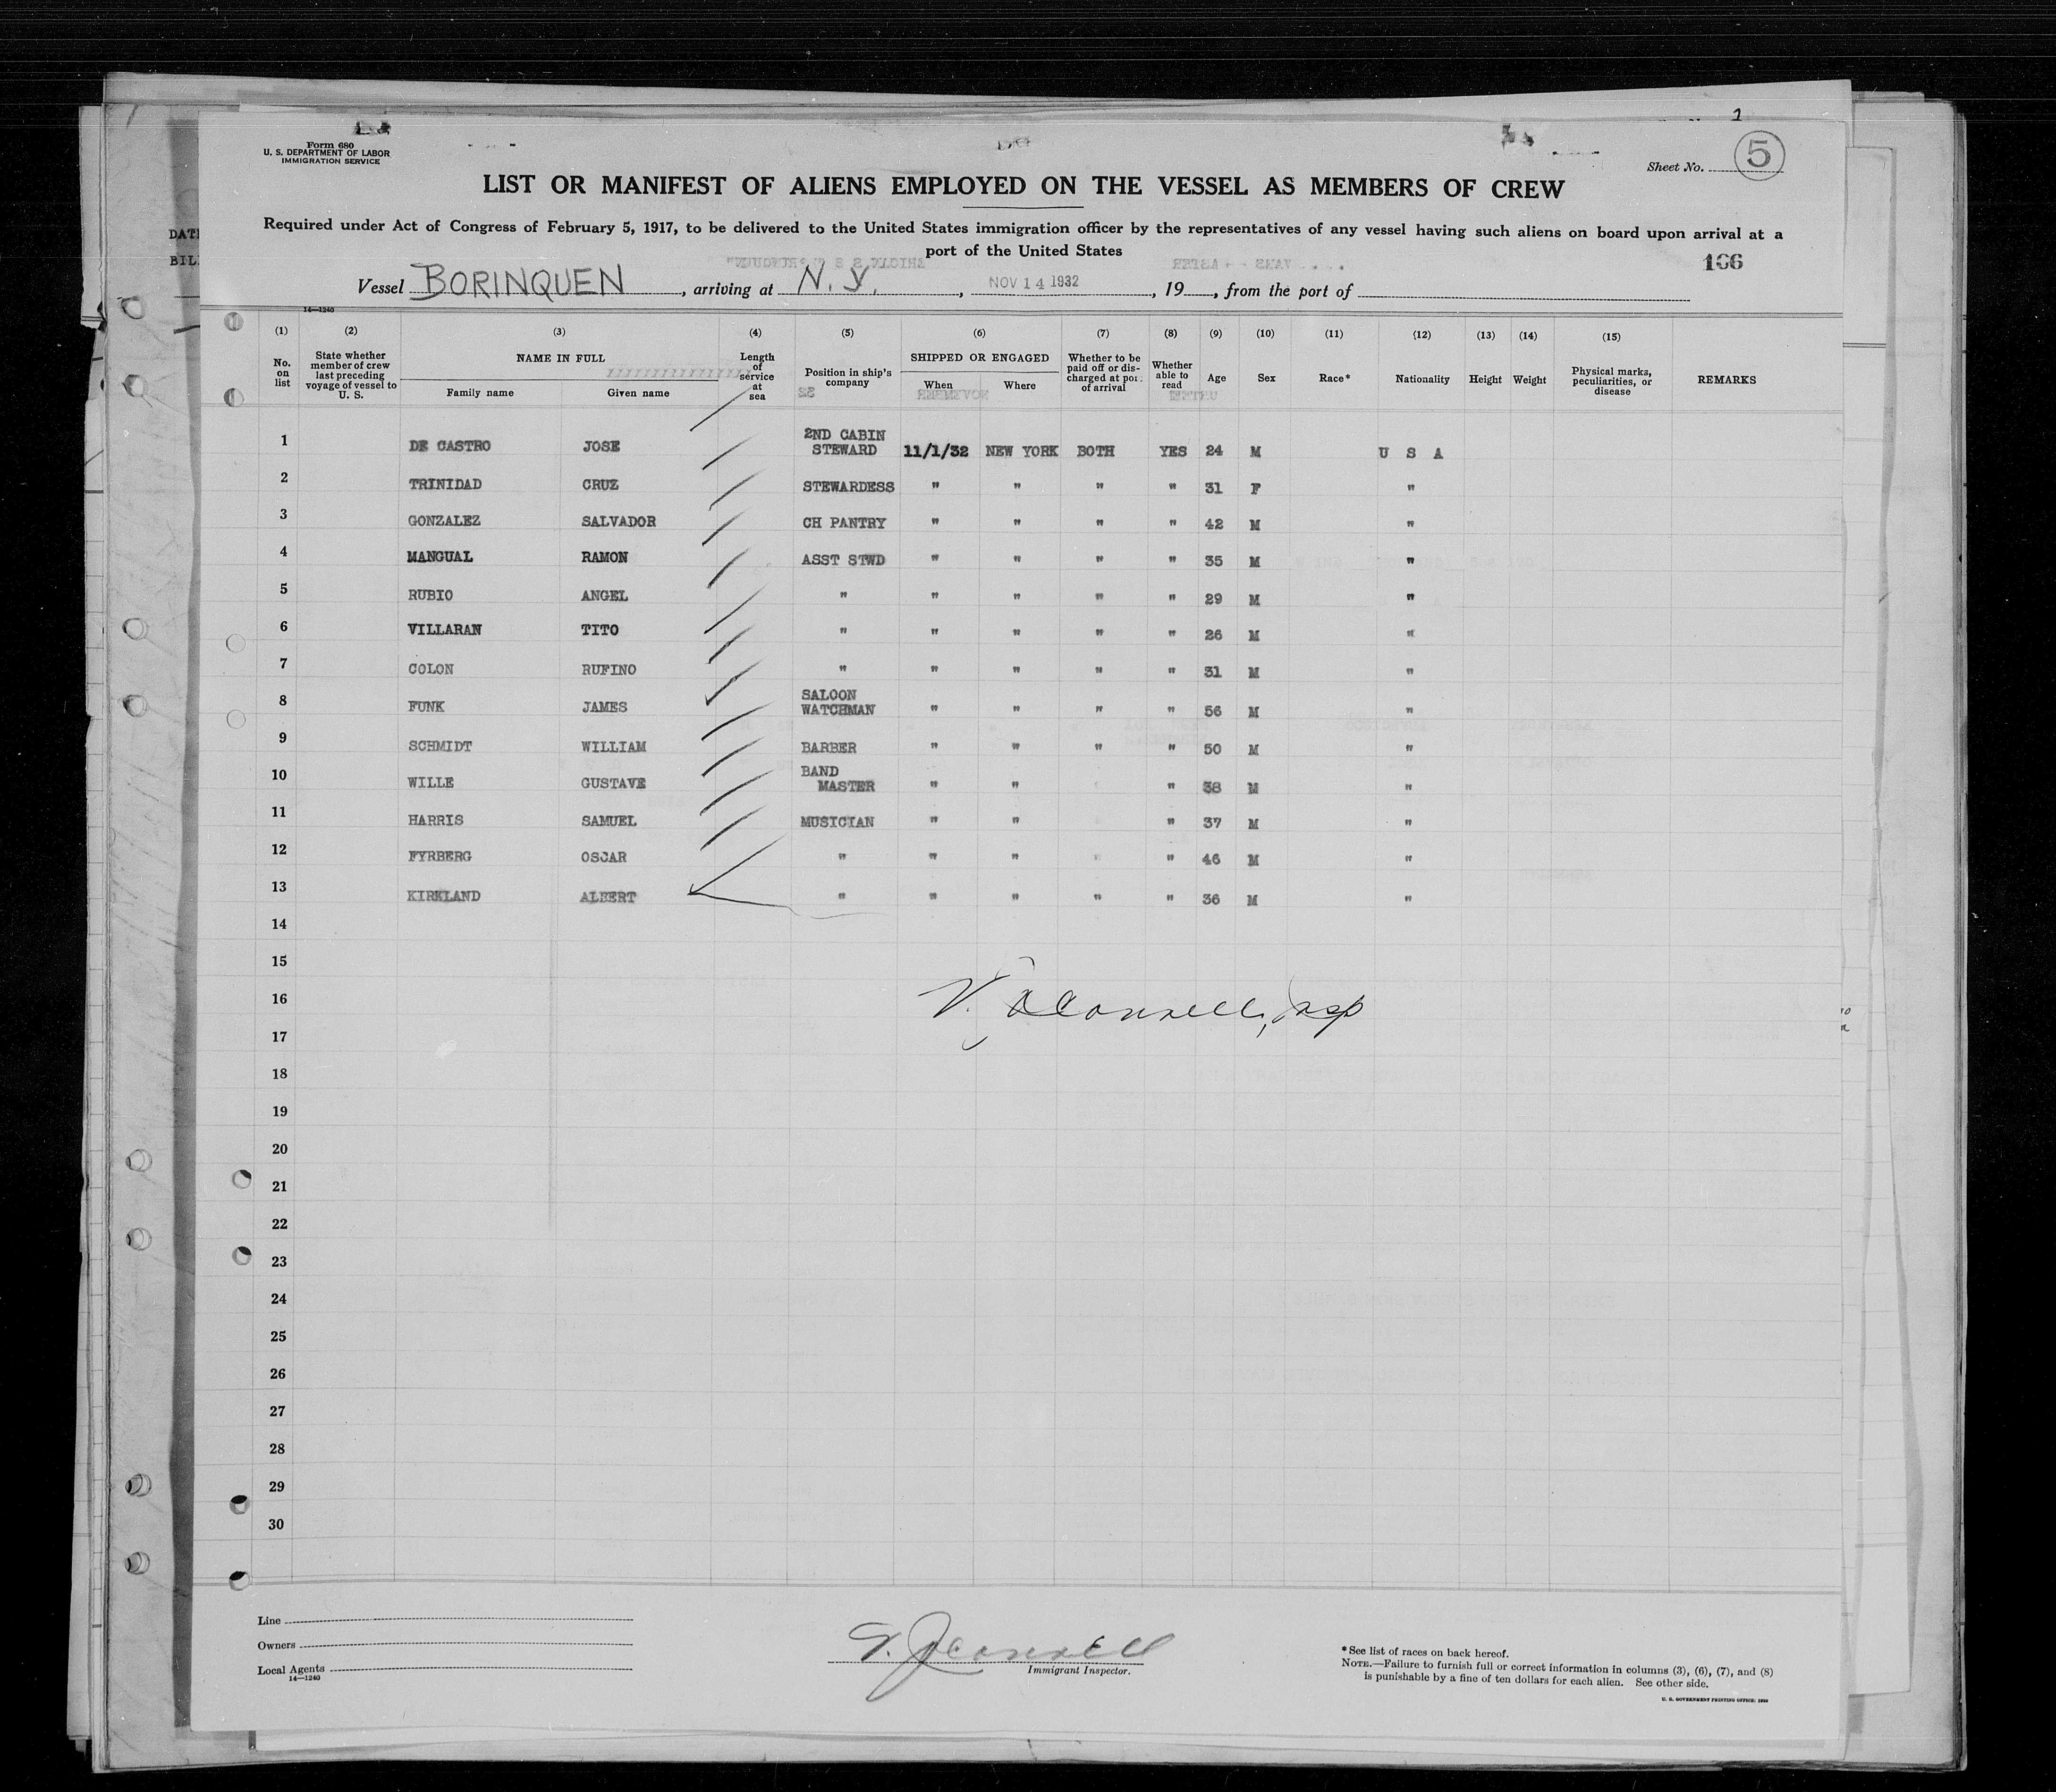 Form 680
U. S. DEPARTMENT OF LABOR
IMMIGRATION SERVICE
Sheet No. 5
LIST OR MANIFEST OF ALIENS EMPLOYED ON THE VESSEL AS MEMBERS OF CREW
Required under Act of Congress of February 5, 1917, to be delivered to the United States immigration officer by the representatives of any vessel having such aliens on board upon arrival at a
port of the United States
166
Vessel BORINQUEN, arriving at N. Y., NOV 14 1932, 19, from the port of
14—1240
(1) (2) (3) (4) (5) (6) (7) (8) (9) (10) (11) (12) (13) (14) (15)
No. on list State whether member of crew last preceding voyage of vessel to U. S. NAME IN FULL Family name Given name Length of service at sea Position in ship's company SHIPPED OR ENGAGED When Where Whether to be paid off or discharged at port of arrival Whether able to read Age Sex Race* Nationality Height Weight Physical marks, peculiarities, or disease REMARKS
1 DE CASTRO JOSE 2ND CABIN STEWARD 11/1/32 NEW YORK BOTH YES 24 M U S A
2 TRINIDAD CRUZ STEWARDESS " " " " 31 F "
3 GONZALEZ SALVADOR CH PANTRY " " " " 42 M "
4 MANGUAL RAMON ASST STWD " " " " 35 M "
5 RUBIO ANGEL " " " " " 29 M "
6 VILLARAN TITO " " " " " 26 M "
7 COLON RUFINO " " " " " 31 M "
8 FUNK JAMES SALOON WATCHMAN " " " " 56 M "
9 SCHMIDT WILLIAM BARBER " " " " 50 M "
10 WILLE GUSTAVE BAND MASTER " " " 38 M "
11 HARRIS SAMUEL MUSICIAN " " " 37 M "
12 FYRBERG OSCAR " " " " " 46 M "
13 KIRKLAND ALBERT " " " " " 36 M "
14
15
16
17
18
19
20
21
22
23
24
25
26
27
28
29
30
Line
Owners
Local Agents
14—1240
Immigrant Inspector.
* See list of races on back hereof.
NOTE.—Failure to furnish full or correct information in columns (3), (6), (7), and (8)
is punishable by a fine of ten dollars for each alien. See other side.